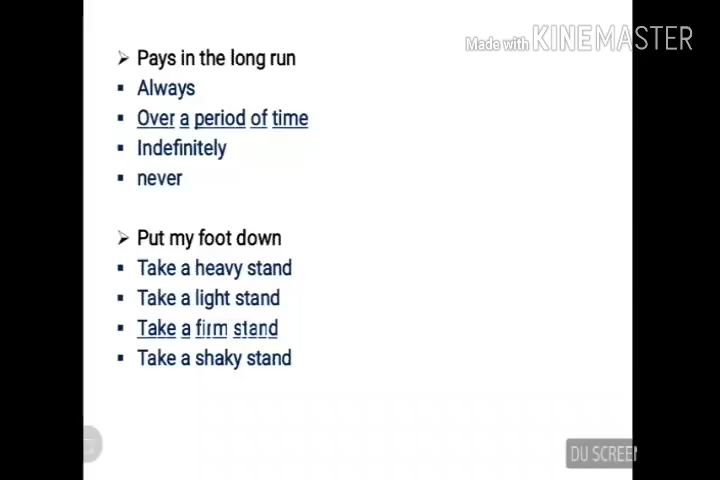 Made with KINEMASTER
➢ Pays in the long run
▪ Always
▪ Over a period of time
▪ Indefinitely
▪ never
➢ Put my foot down
▪ Take a heavy stand
▪ Take a light stand
▪ Take a firm stand
▪ Take a shaky stand
DU SCREEN